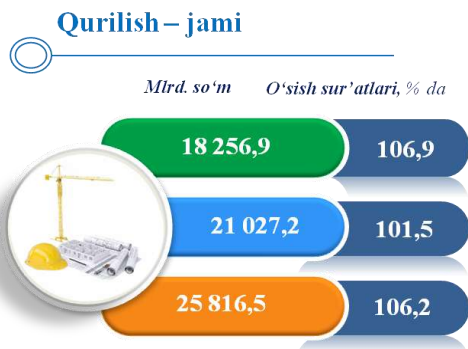 Qurilish – jami
Mlrd. so‘m O‘sish sur’atlari, % da
18 256,9 106,9
21 027,2 101,5
25 816,5 106,2